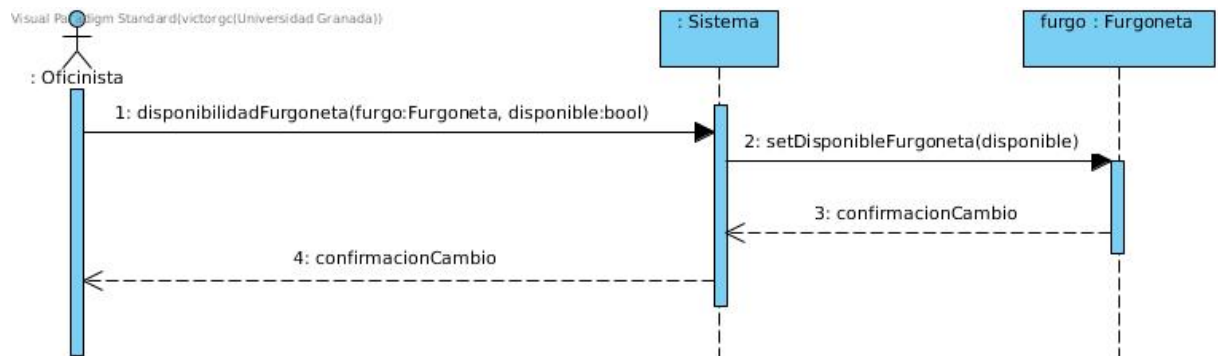 Visual Paradigm Standard(victorgc(Universidad Granada))
: Oficinista
: Sistema
furgo : Furgoneta
1: disponibilidadFurgoneta(furgo:Furgoneta, disponible:bool)
2: setDisponibleFurgoneta(disponible)
3: confirmacionCambio
4: confirmacionCambio